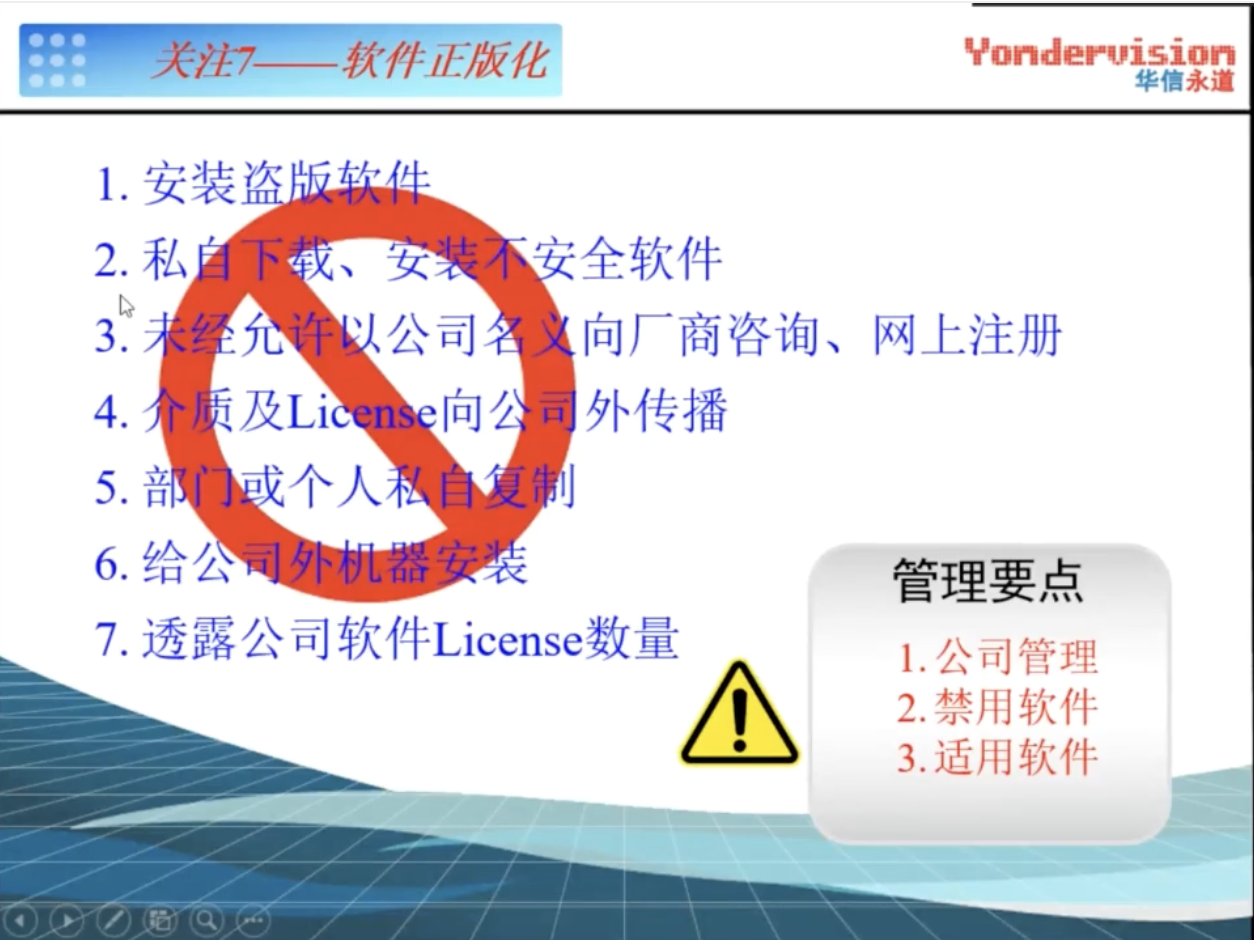 关注7——软件正版化
Yondervision
华信永道
1. 安装盗版软件
2. 私自下载、安装不安全软件
3. 未经允许以公司名义向厂商咨询、网上注册
4. 介质及License向公司外传播
5. 部门或个人私自复制
6. 给公司外机器安装
7. 透露公司软件License数量
管理要点
1. 公司管理
2. 禁用软件
3. 适用软件